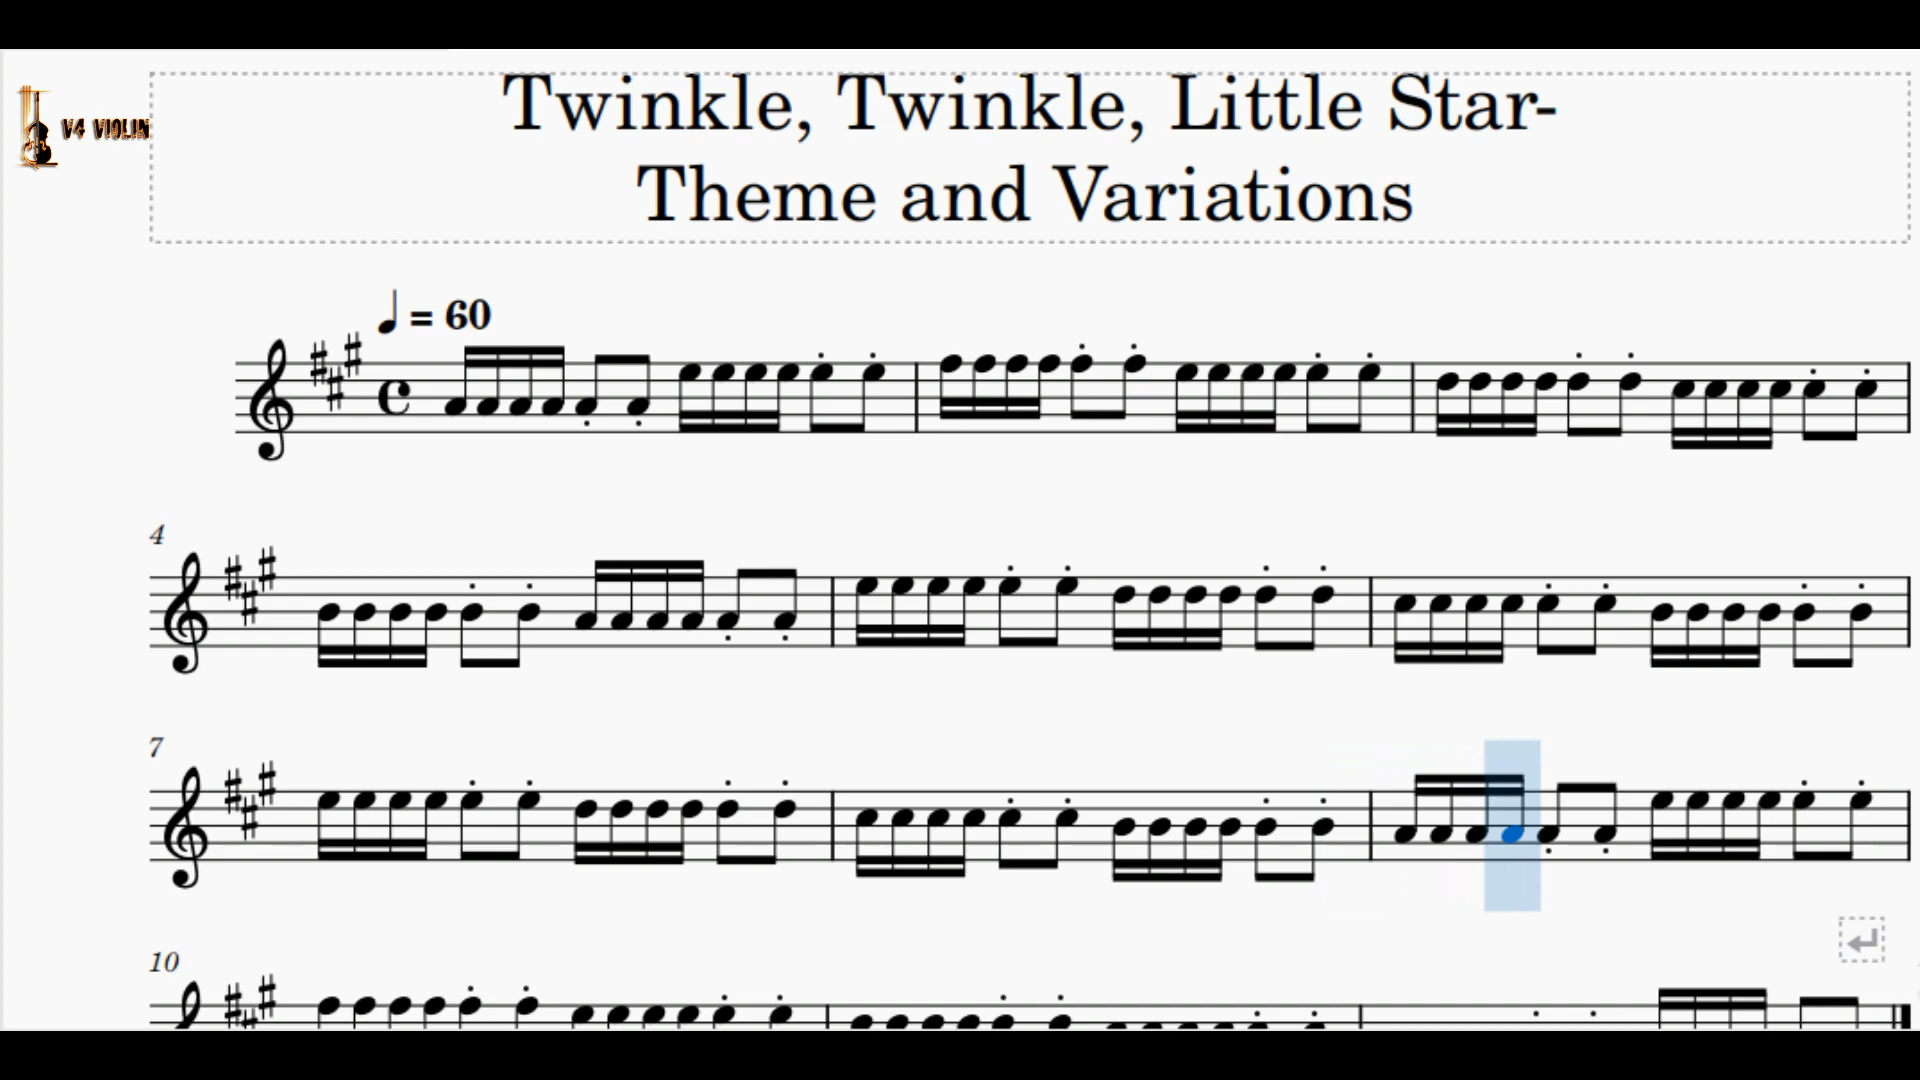 Twinkle, Twinkle, Little Star-
Theme and Variations
V4 VIOLIN
= 60
4
7
10